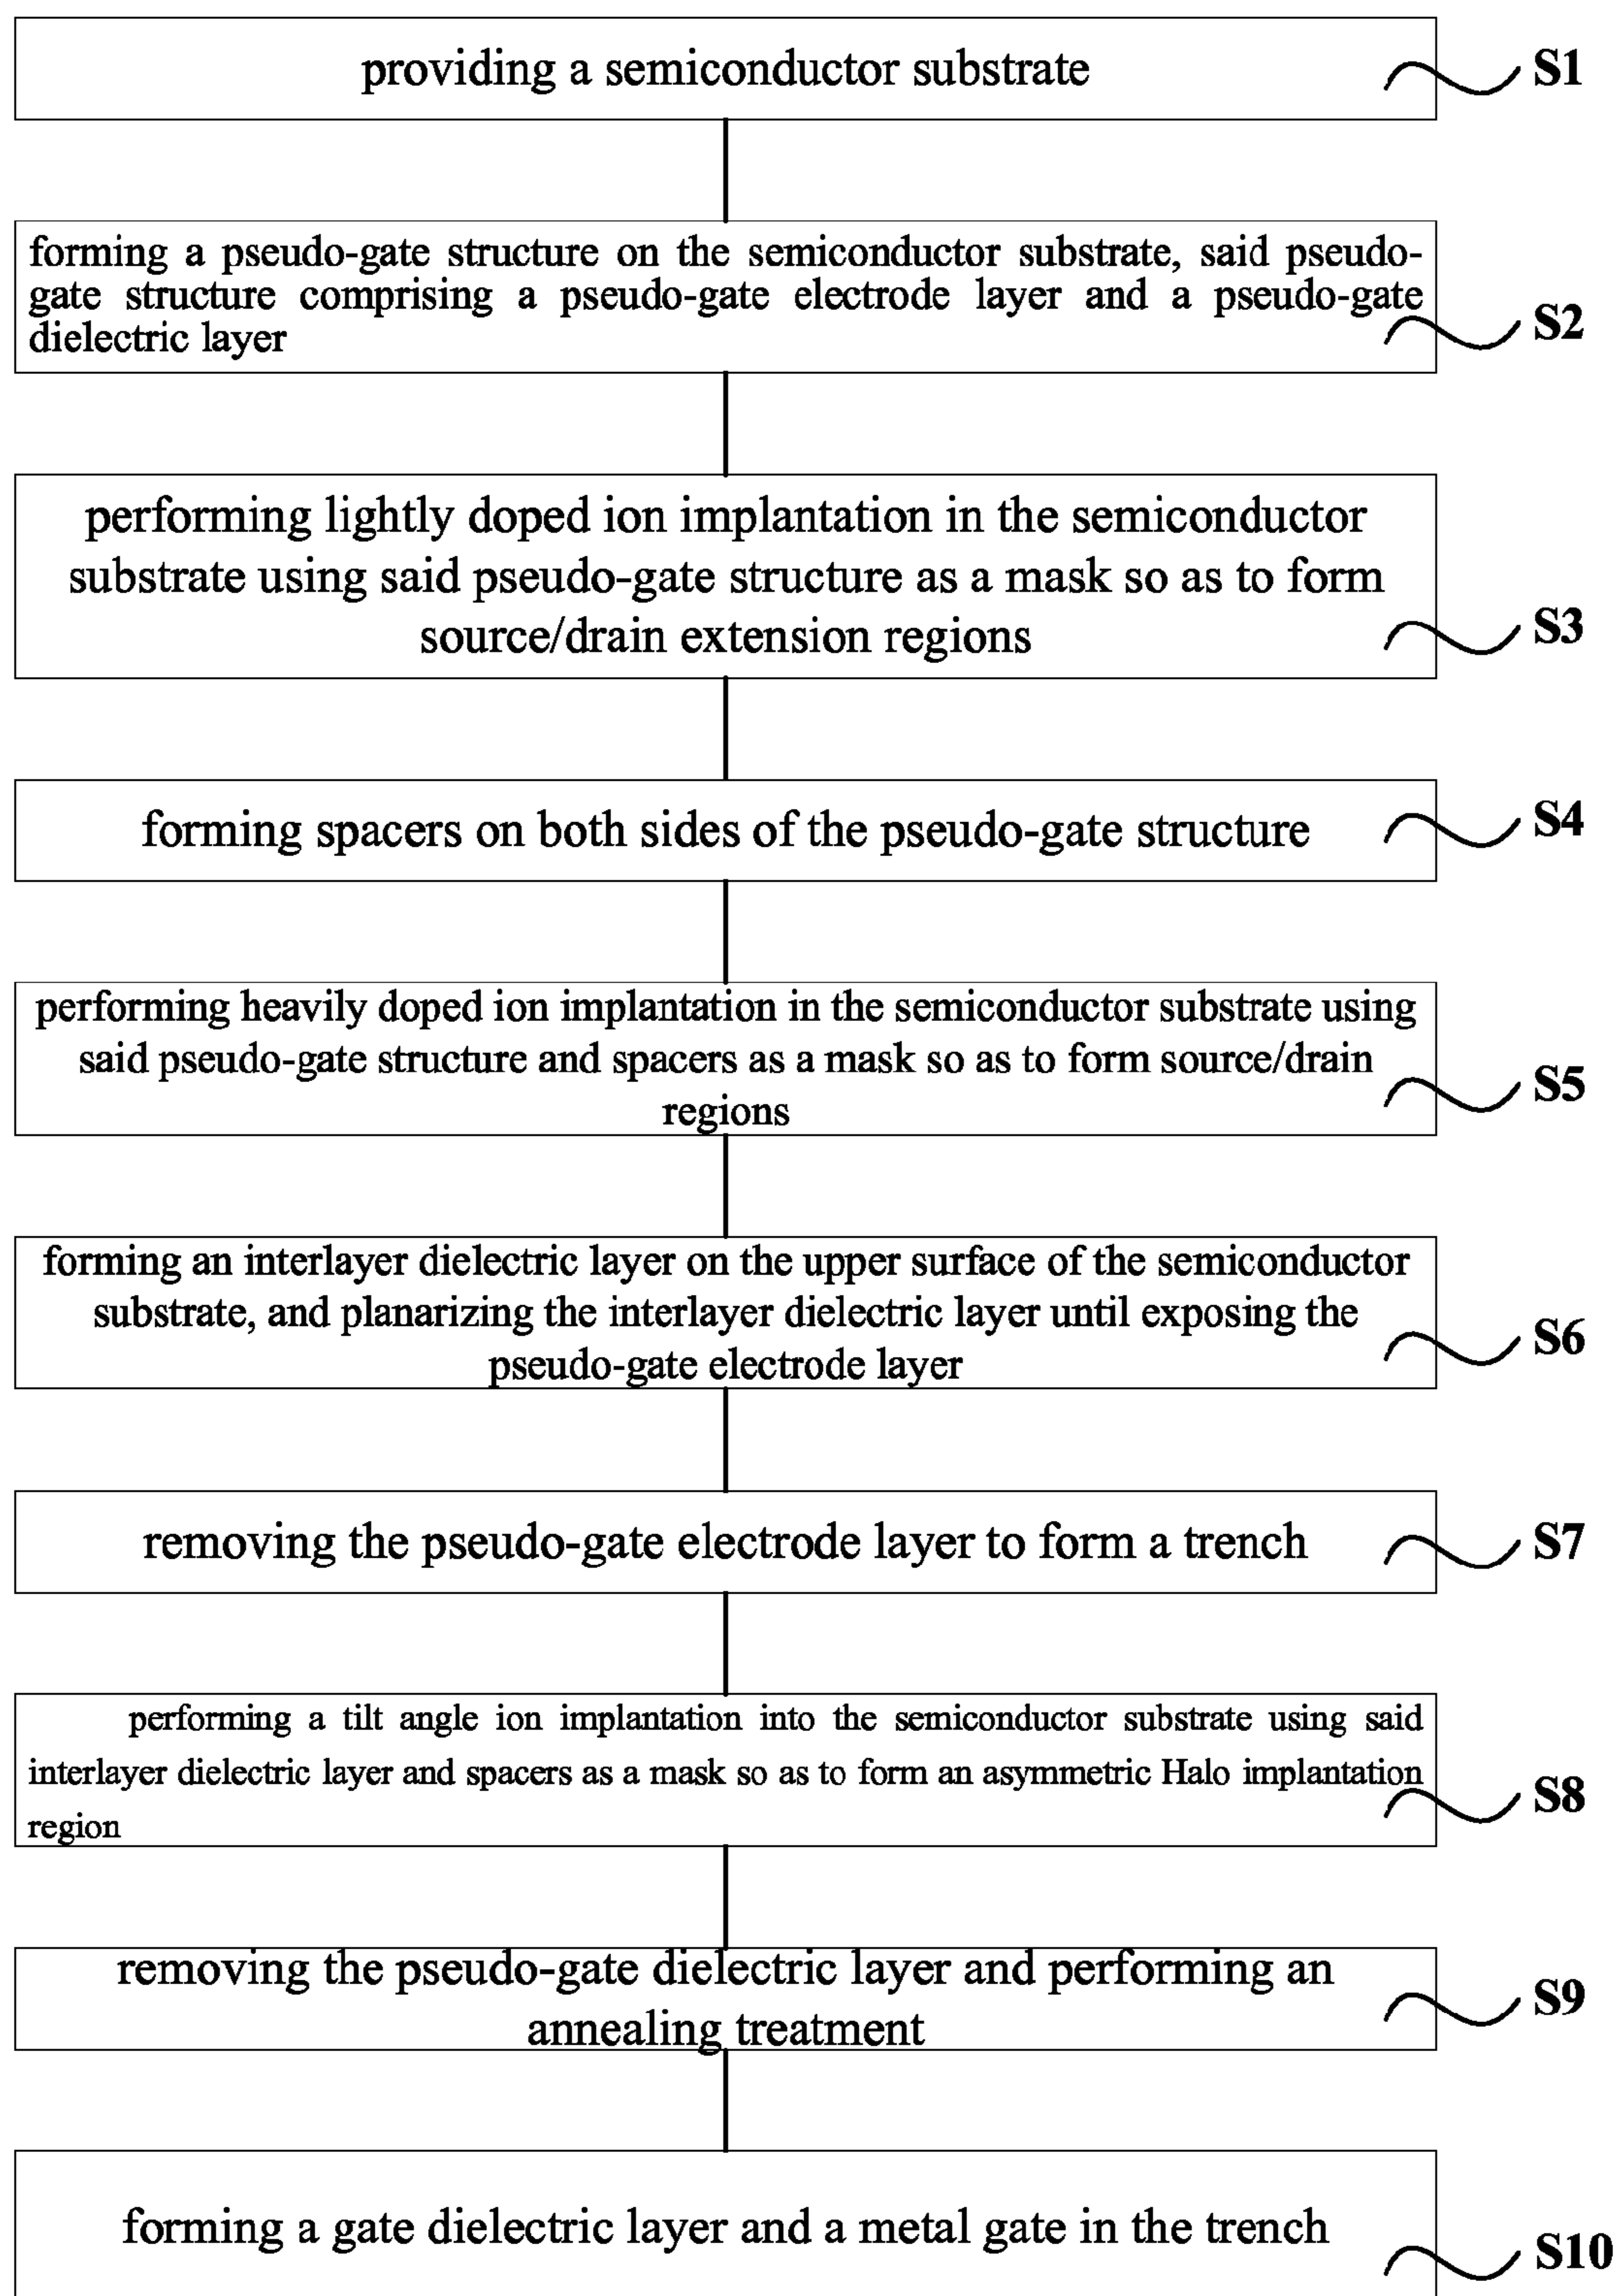 providing a semiconductor substrate
S1
forming a pseudo-gate structure on the semiconductor substrate, said pseudo-
gate structure comprising a pseudo-gate electrode layer and a pseudo-gate
dielectric layer
S2
performing lightly doped ion implantation in the semiconductor
substrate using said pseudo-gate structure as a mask so as to form
source/drain extension regions
S3
forming spacers on both sides of the pseudo-gate structure
S4
performing heavily doped ion implantation in the semiconductor substrate using
said pseudo-gate structure and spacers as a mask so as to form source/drain
regions
S5
forming an interlayer dielectric layer on the upper surface of the semiconductor
substrate, and planarizing the interlayer dielectric layer until exposing the
pseudo-gate electrode layer
S6
removing the pseudo-gate electrode layer to form a trench
S7
performing a tilt angle ion implantation into the semiconductor substrate using said
interlayer dielectric layer and spacers as a mask so as to form an asymmetric Halo implantation
region
S8
removing the pseudo-gate dielectric layer and performing an
annealing treatment
S9
forming a gate dielectric layer and a metal gate in the trench
S10